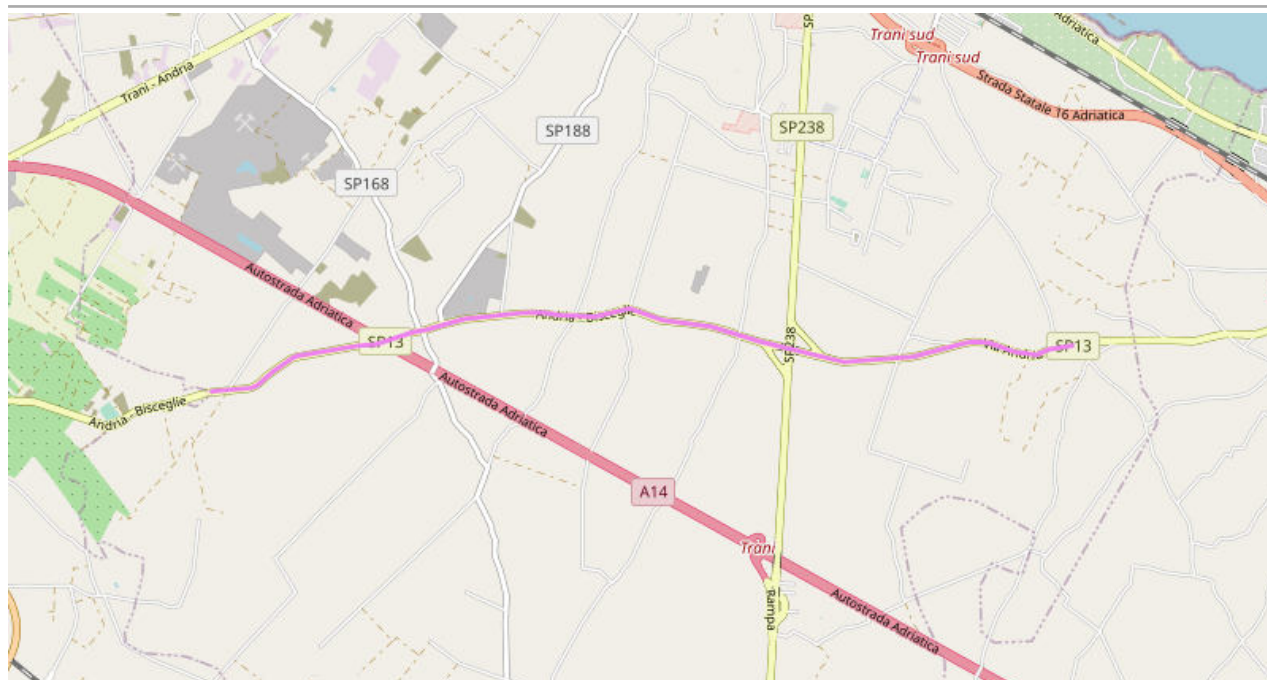 SP
Adriatica
Trani sud
Trani sud
Trani - Andria
Strada Statale 16 Adriatica
SP188
SP238
SP168
Autostrada Adriatica
Andria - Bisceglie
SP13
SP238
Via Andria
SP13
Autostrada Adriatica
Andria - Bisceglie
A14
Trani
Rampa
Autostrada Adriatica